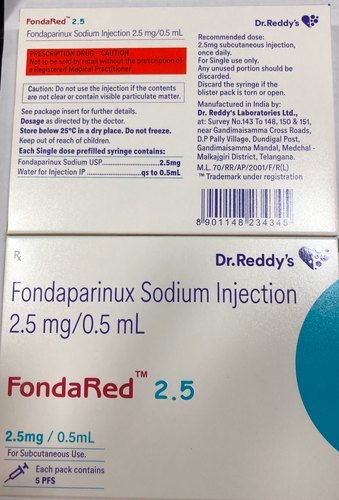 FondaRed™ 2.5
Fondaparinux Sodium Injection 2.5 mg/0.5 mL
PRESCRIPTION DRUG - CAUTION
Not to be sold by retail without the prescription of
a Registered Medical Practitioner.
Caution: Do not use the injection if the contents
are not clear or contain visible particulate matter.
See package insert for further details.
Dosage as directed by the doctor.
Store below 25°C in a dry place. Do not freeze.
Keep out of reach of children.
Each Single dose prefilled syringe contains:
Fondaparinux Sodium USP......................2.5mg
Water for Injection IP ......................qs to 0.5mL
Dr.Reddy's
Recommended dose:
2.5mg subcutaneous injection,
once daily.
For Single use only.
Any unused portion should be
discarded.
Discard the syringe if the
blister pack is torn or open.
Manufactured in India by:
Dr. Reddy's Laboratories Ltd.,
at: Survey No.143 To 148, 150 & 151,
near Gandimaisamma Cross Roads,
D.P Pally Village, Dundigal Post,
Gandimaisamma Mandal, Medchal -
Malkajgiri District, Telangana.
M.L. 70/RR/AP/2001/F/R(L)
™ Trademark under registration
8 901148 234345
Rx
Dr.Reddy's
Fondaparinux Sodium Injection
2.5 mg/0.5 mL
FondaRed™ 2.5
2.5mg / 0.5mL
For Subcutaneous Use.
Each pack contains
5 PFS